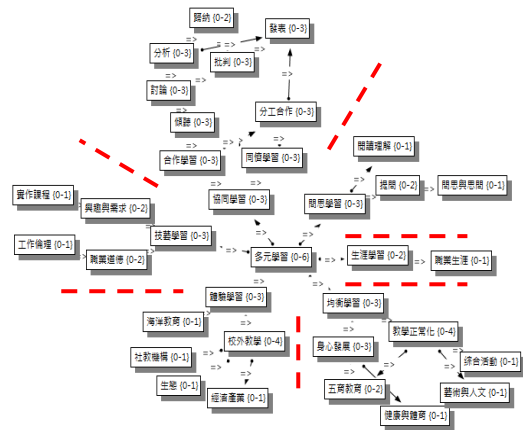 歸納 {0-2}
發表 {0-3}
分析 {0-3}
批判 {0-3}
討論 {0-3}
分工合作 {0-3}
傾聽 {0-3}
合作學習 {0-3}
同儕學習 {0-3}
閱讀理解 {0-1}
提問 {0-2}
閱思與思閱 {0-1}
實作課程 {0-1}
興趣與需求 {0-2}
協同學習 {0-3}
閱思學習 {0-3}
技藝學習 {0-3}
工作倫理 {0-1}
職業道德 {0-2}
多元學習 {0-6}
生涯學習 {0-2}
職業生涯 {0-1}
體驗學習 {0-3}
均衡學習 {0-3}
海洋教育 {0-1}
校外教學 {0-4}
教學正常化 {0-4}
身心發展 {0-3}
社教機構 {0-1}
綜合活動 {0-1}
生態 {0-1}
五育教育 {0-2}
藝術與人文 {0-1}
經濟產業 {0-1}
健康與體育 {0-1}